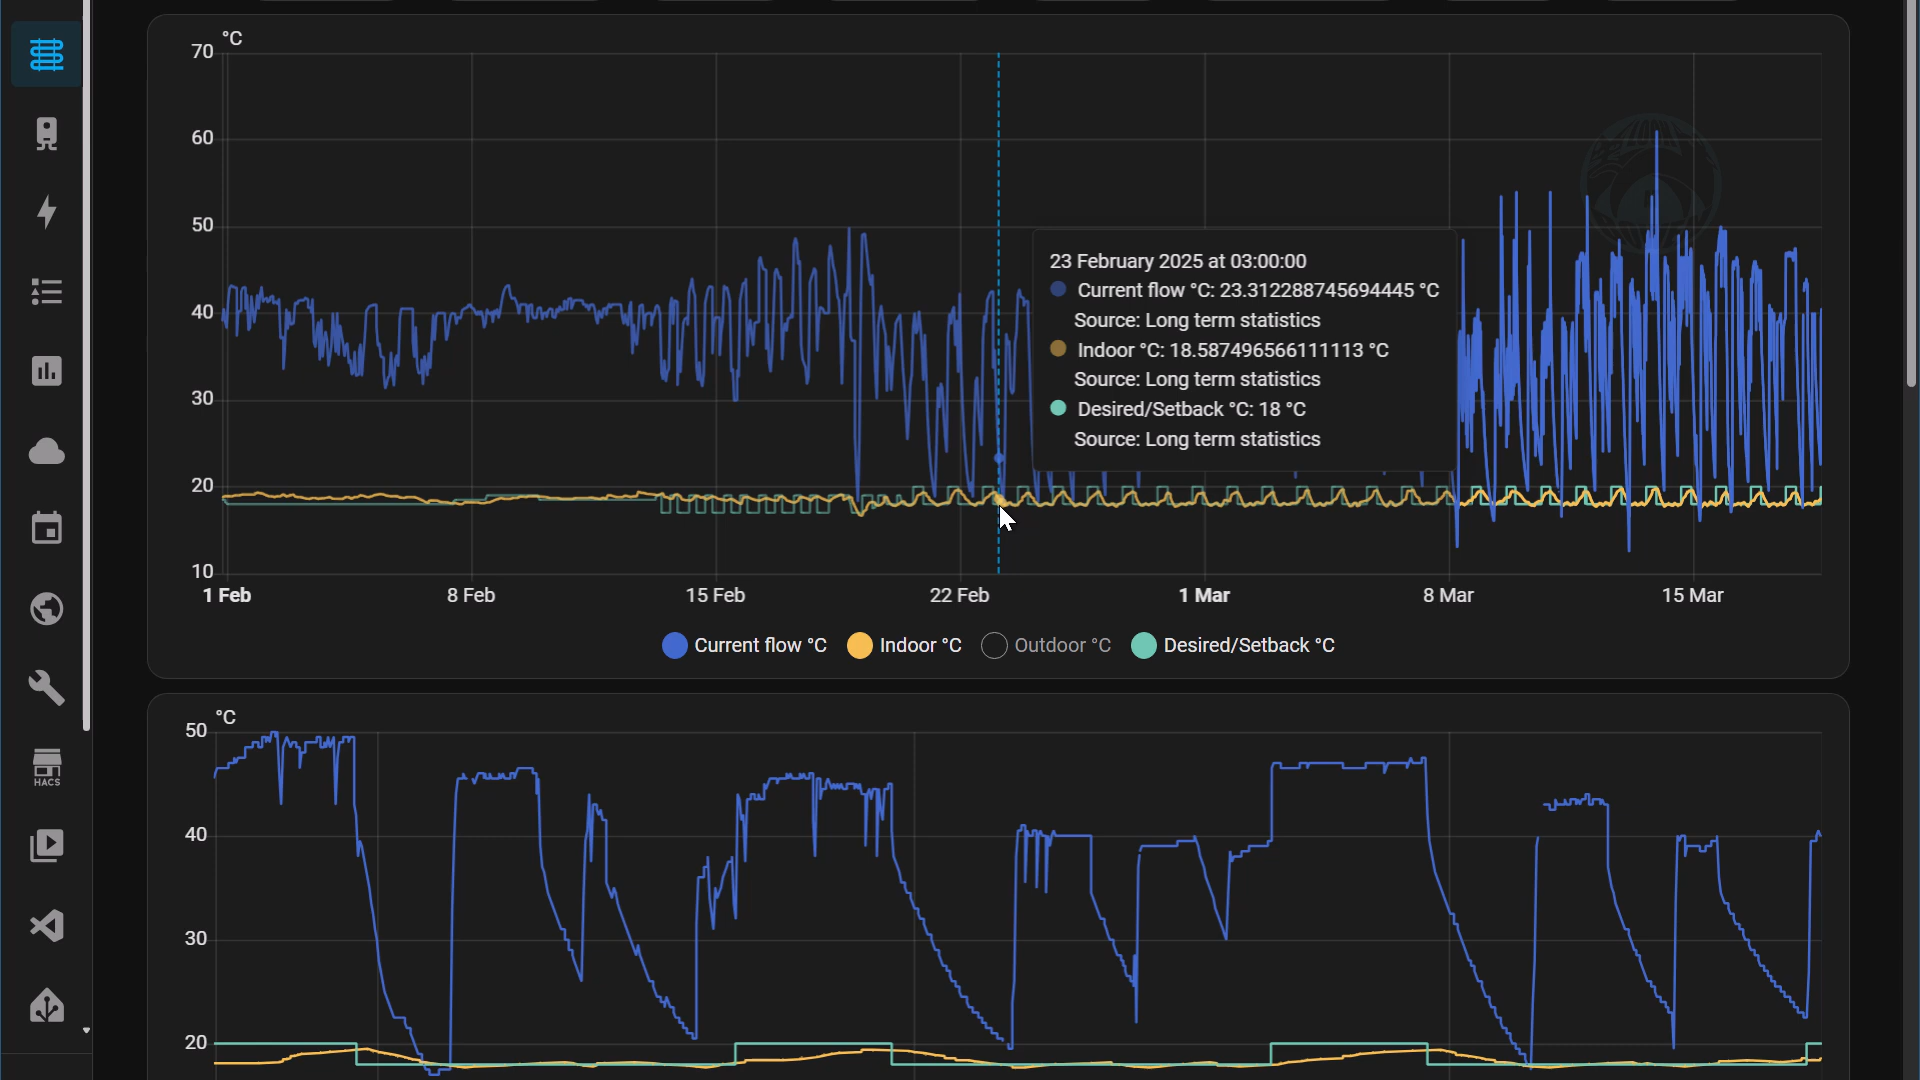 °C
70
60
50
40
30
20
10
1 Feb
8 Feb
15 Feb
22 Feb
1 Mar
8 Mar
15 Mar
23 February 2025 at 03:00:00
Current flow °C: 23.312288745694445 °C
Source: Long term statistics
Indoor °C: 18.587496566111113 °C
Source: Long term statistics
Desired/Setback °C: 18 °C
Source: Long term statistics
Current flow °C
Indoor °C
Outdoor °C
Desired/Setback °C
HACS
°C
50
40
30
20